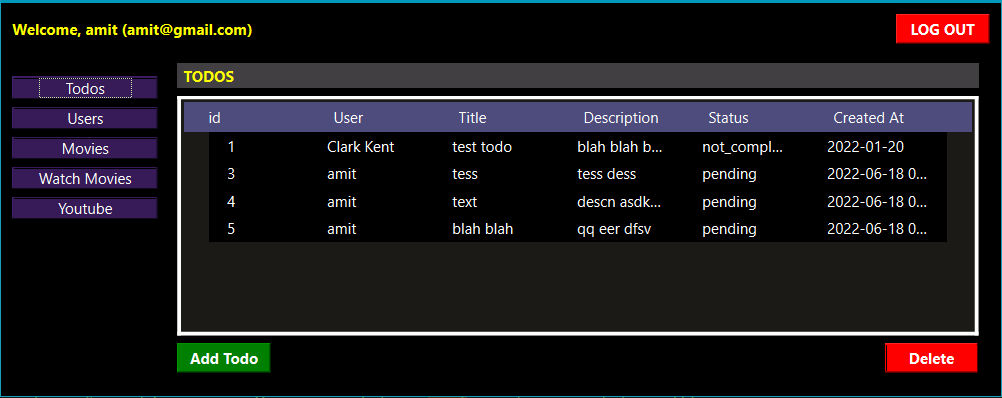 Welcome, amit (amit@gmail.com)
LOG OUT
Todos
Users
Movies
Watch Movies
Youtube
TODOS
id User Title Description Status Created At
1 Clark Kent test todo blah blah b... not_compl... 2022-01-20
3 amit tess tess dess pending 2022-06-18 0...
4 amit text descn asdk... pending 2022-06-18 0...
5 amit blah blah qq eer dfsv pending 2022-06-18 0...
Add Todo
Delete